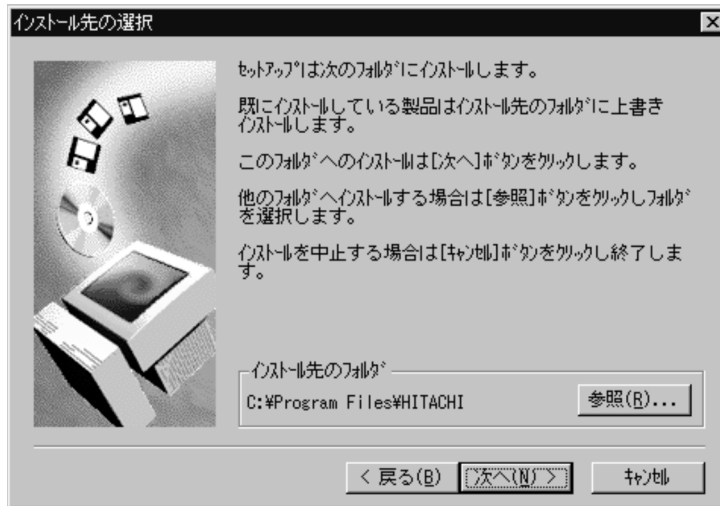 インストール先の選択
ｾｯﾄｱｯﾌﾟは次のﾌｫﾙﾀﾞにｲﾝｽﾄｰﾙします。
既にｲﾝｽﾄｰﾙしている製品はｲﾝｽﾄｰﾙ先のﾌｫﾙﾀﾞに上書き
ｲﾝｽﾄｰﾙします。
このﾌｫﾙﾀﾞへのｲﾝｽﾄｰﾙは[次へ]ﾎﾞﾀﾝをｸﾘｯｸします。
他のﾌｫﾙﾀﾞへｲﾝｽﾄｰﾙする場合は[参照]ﾎﾞﾀﾝをｸﾘｯｸしﾌｫﾙﾀﾞ
を選択します。
ｲﾝｽﾄｰﾙを中止する場合は[ｷｬﾝｾﾙ]ﾎﾞﾀﾝをｸﾘｯｸし終了しま
す。
ｲﾝｽﾄｰﾙ先のﾌｫﾙﾀﾞ
C:¥Program Files¥HITACHI
参照(R)...
< 戻る(B) 次へ(N) > ｷｬﾝｾﾙ